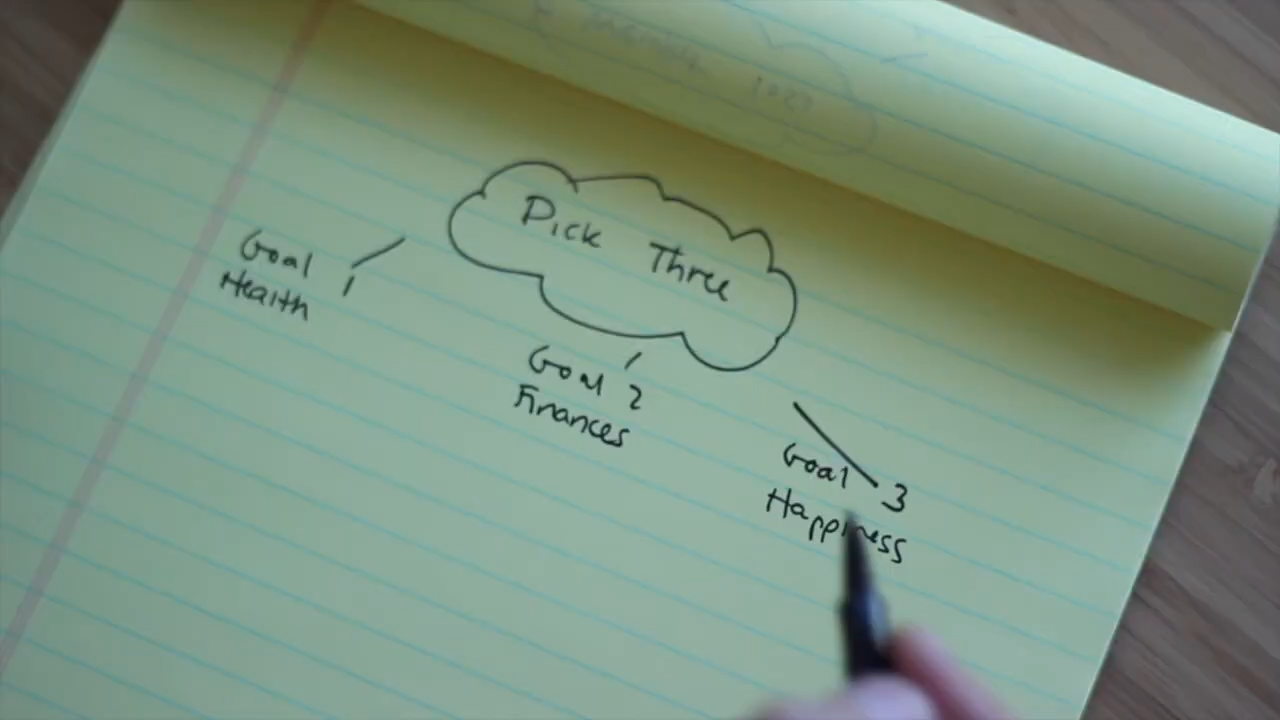 Pick Three
Goal 1
Health
Goal 2
Finances
Goal 3
Happiness